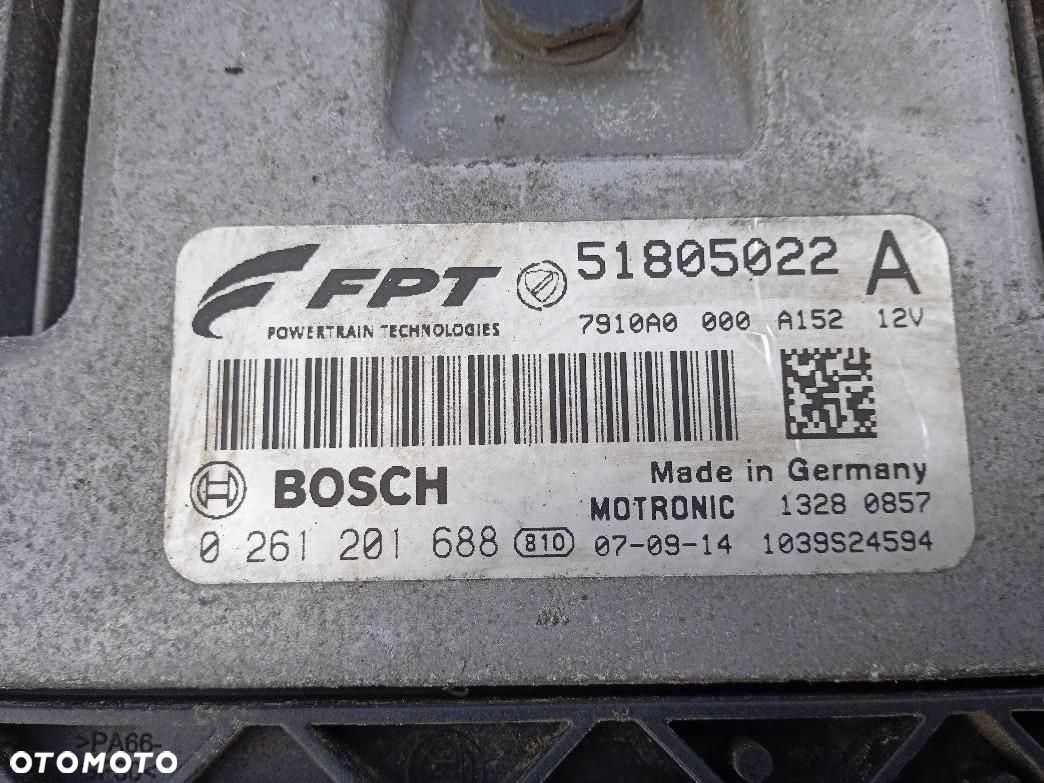 FPT 51805022 A
POWERTRAIN TECHNOLOGIES 7910A0 000 A152 12V
Made in Germany
BOSCH MOTRONIC 1328 0857
0 261 201 688 810 07-09-14 1039S24594
>PA66-
OTOMOTO